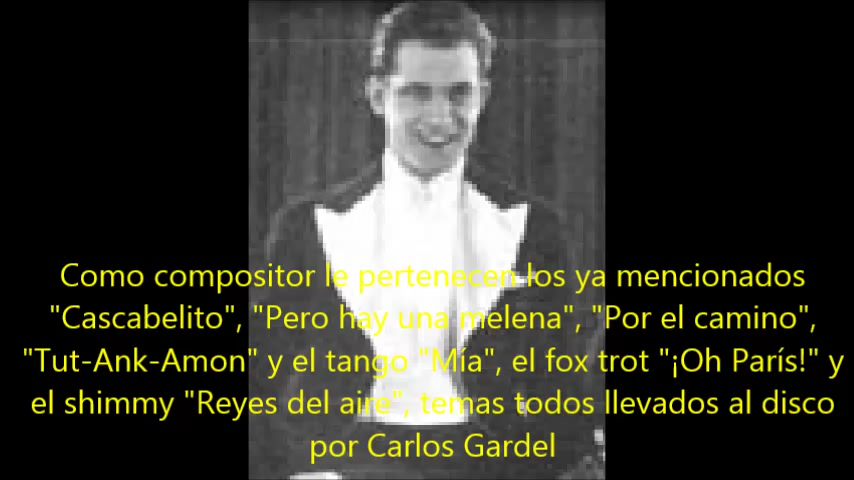 Como compositor le pertenecen los ya mencionados
"Cascabelito", "Pero hay una melena", "Por el camino",
"Tut-Ank-Amon" y el tango "Mía", el fox trot "¡Oh París!" y
el shimmy "Reyes del aire", temas todos llevados al disco
por Carlos Gardel